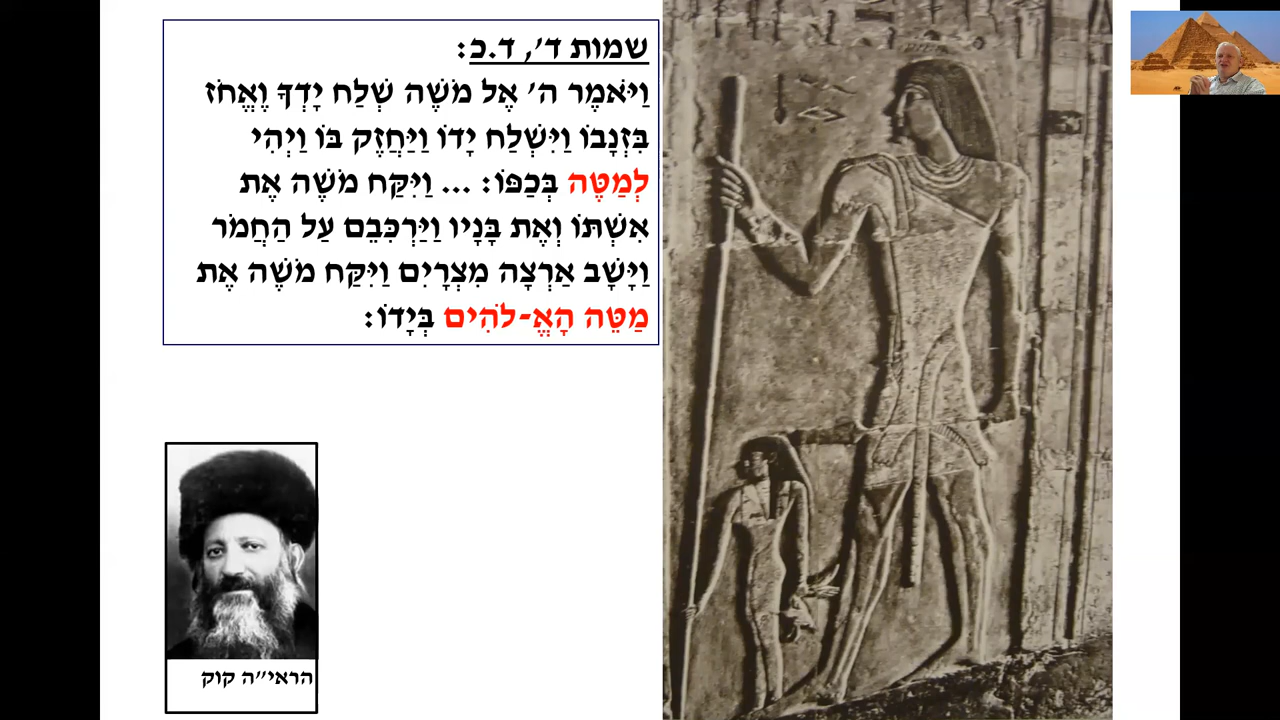 שמות ד׳, ד.כ:
וַיֹּאמֶר ה׳ אֶל מֹשֶׁה שְׁלַח יָדְךָ וֶאֱחֹז
בִּזְנָבוֹ וַיִּשְׁלַח יָדוֹ וַיַּחֲזֶק בּוֹ וַיְהִי
לְמַטֶּה בְּכַפּוֹ: ... וַיִּקַּח מֹשֶׁה אֶת
אִשְׁתּוֹ וְאֶת בָּנָיו וַיַּרְכִּבֵם עַל הַחֲמֹר
וַיָּשָׁב אַרְצָה מִצְרָיִם וַיִּקַּח מֹשֶׁה אֶת
מַטֵּה הָאֱ-לֹהִים בְּיָדוֹ:
הראי״ה קוק